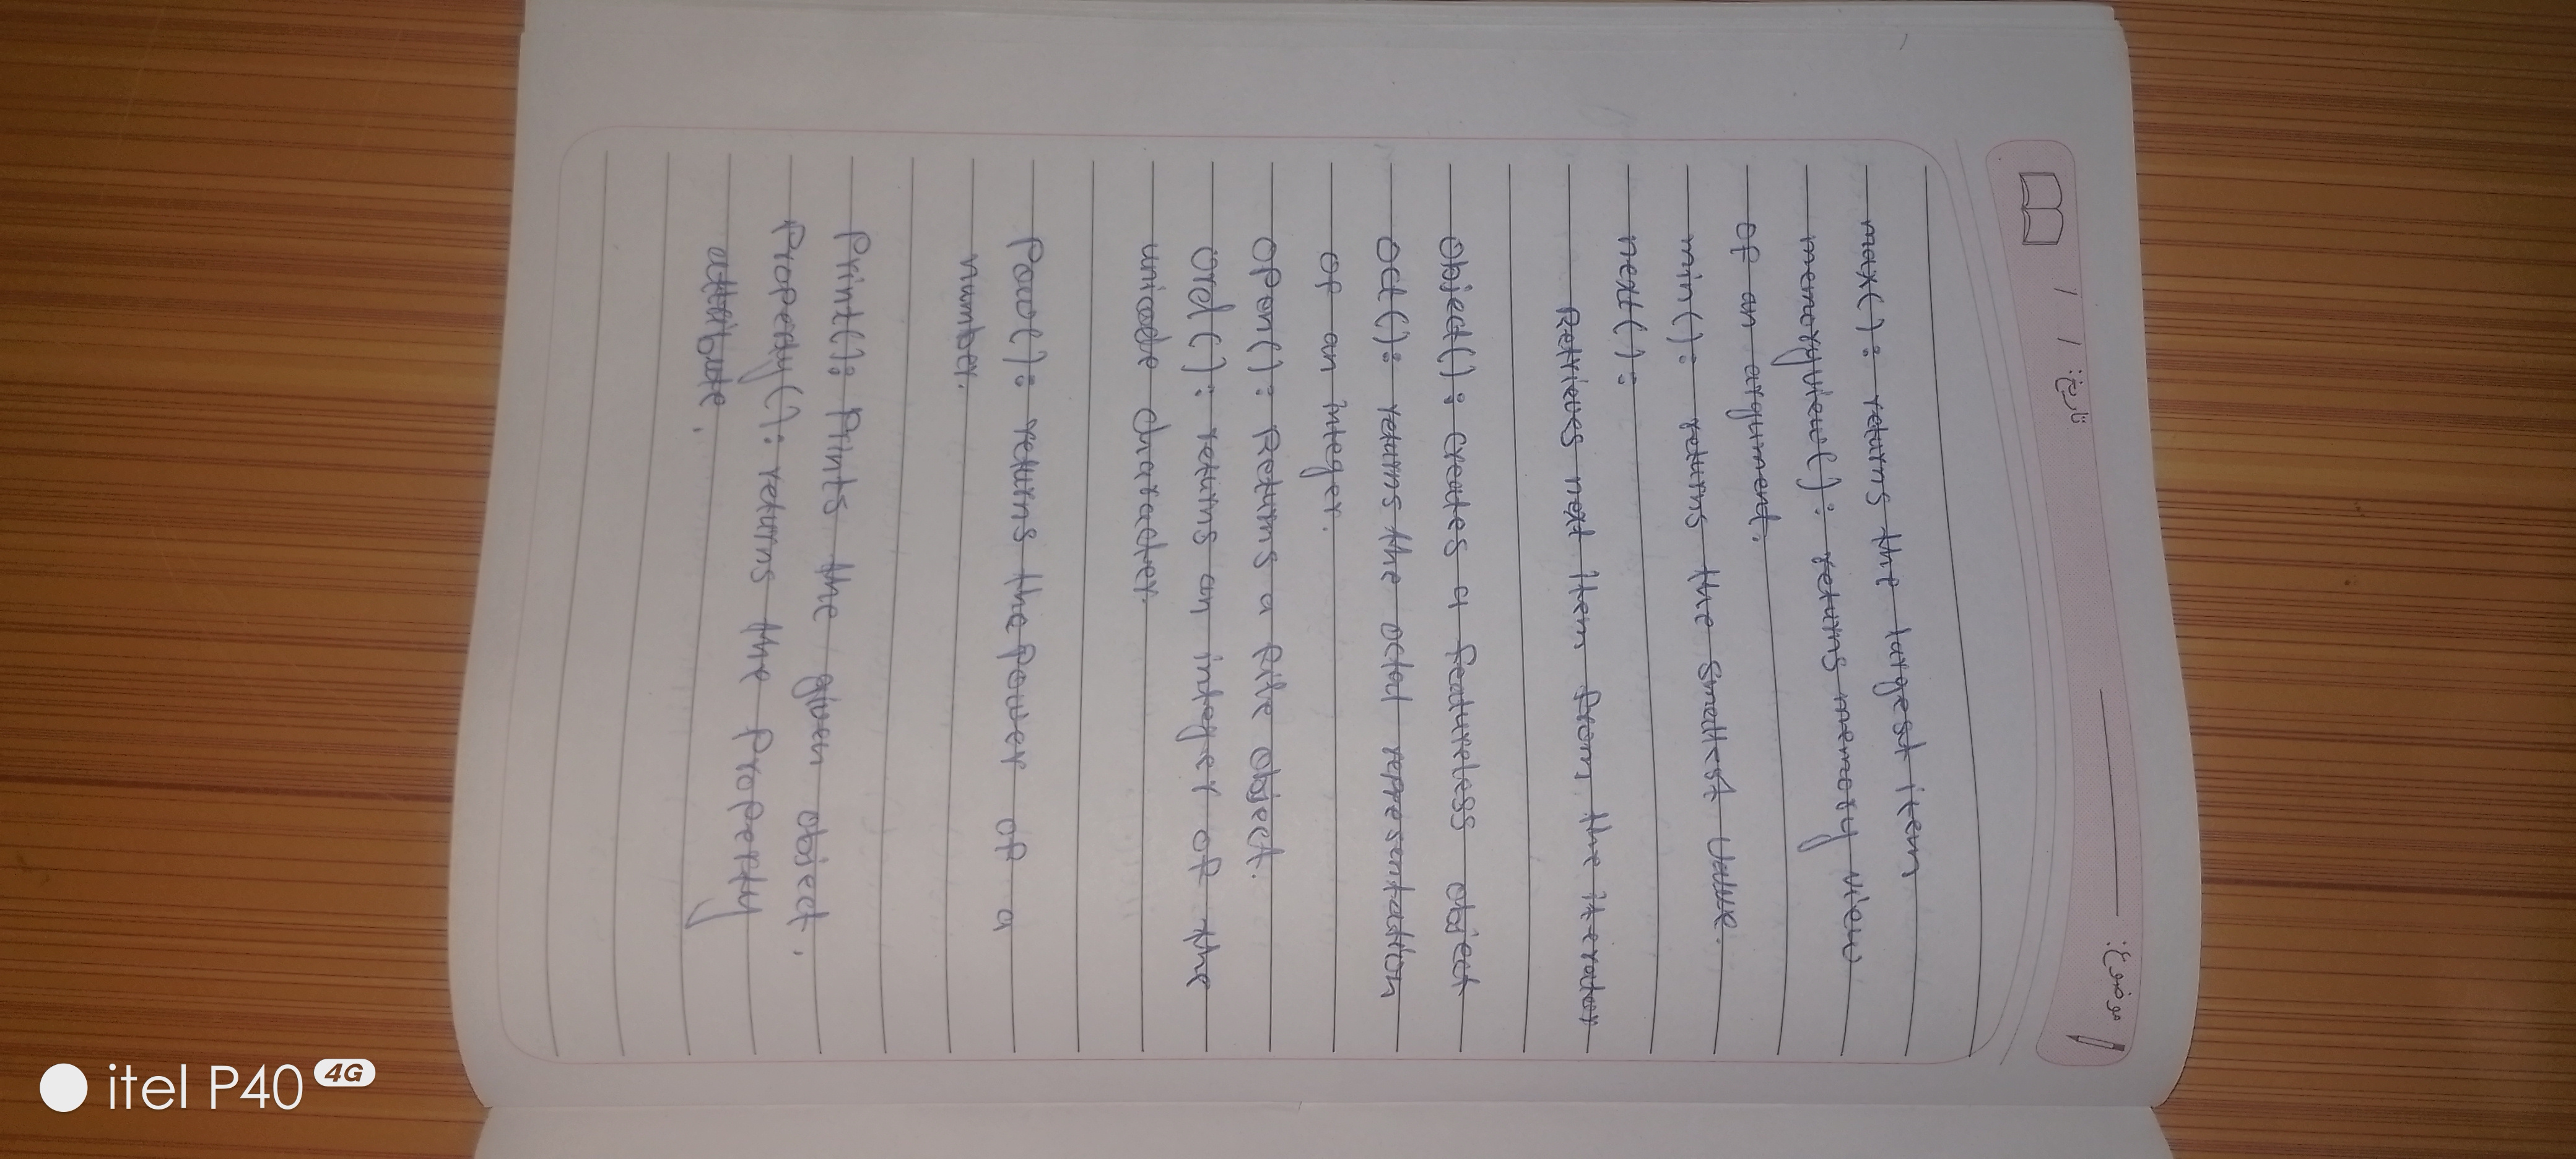 تاریخ: / /
موضوع:
max(): returns the largest item
memoryview(): returns memory view
of an argument.
min(): returns the smallest value.
next():
Retrieves next item from the iterator
object(): creates a featureless object
oct(): returns the octal representation
of an integer.
open(): Returns a file object.
ord(): returns an integer of the
unicode character.
pow(): returns the power of a
number.
print(): Prints the given object.
Property(): returns the property
attribute.
itel P40 4G